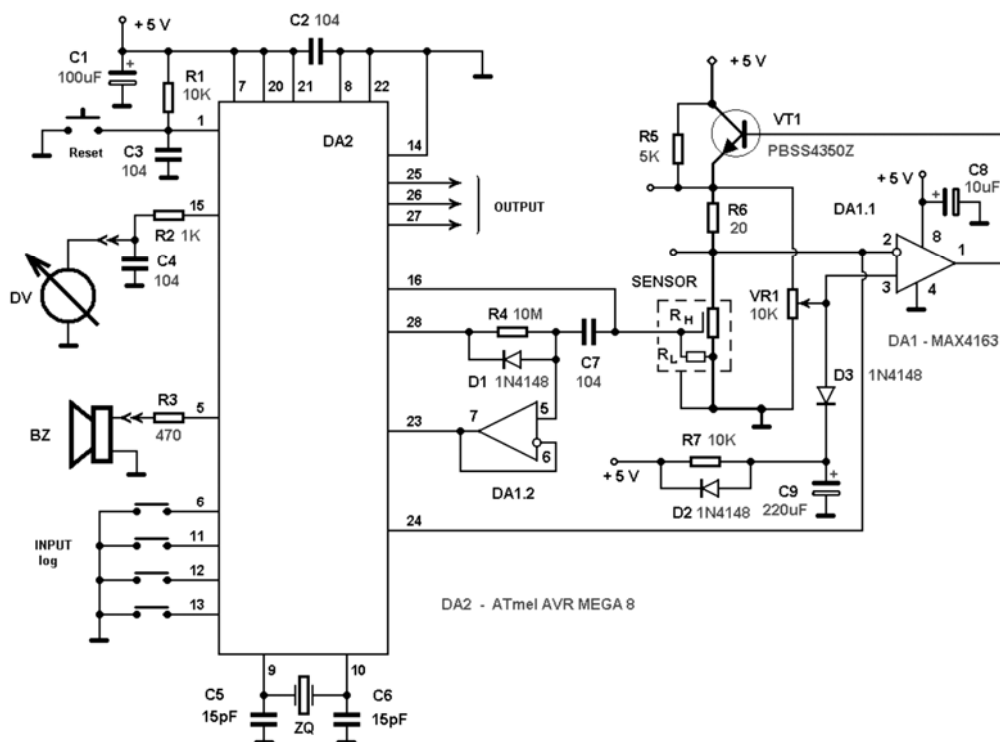 + 5 V
C2 104
C1
100uF
+
R1
10K
7
20
21
8
22
DA2
1
14
Reset
C3
104
25
26
27
OUTPUT
15
R2 1K
C4
104
DV
16
28
R4 10M
D1 1N4148
C7
104
BZ
R3
470
5
23
7
5
6
DA1.2
INPUT
log
6
11
12
13
24
9
10
C5
15pF
ZQ
C6
15pF
DA2 - ATmel AVR MEGA 8
+ 5 V
R5
5K
VT1
PBSS4350Z
R6
20
+ 5 V
C8
10uF
+
DA1.1
2
3
8
1
4
SENSOR
RH
RL
VR1
10K
DA1 - MAX4163
D3 1N4148
R7 10K
+ 5 V
D2 1N4148
C9
220uF
+